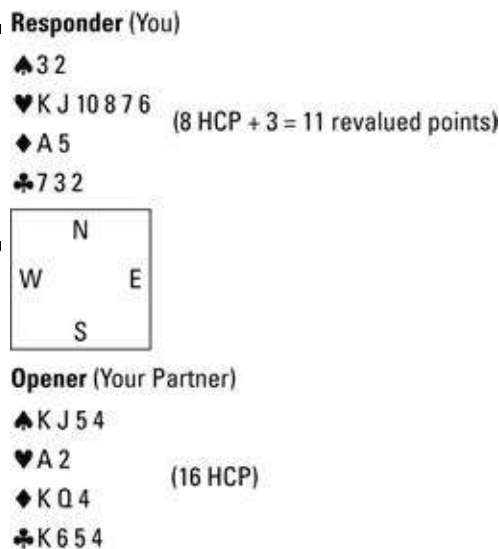 Responder (You)
♠3 2
♥K J 10 8 7 6
(8 HCP + 3 = 11 revalued points)
♦A 5
♣7 3 2
N
W E
S
Opener (Your Partner)
♠K J 5 4
♥A 2
(16 HCP)
♦K Q 4
♣K 6 5 4